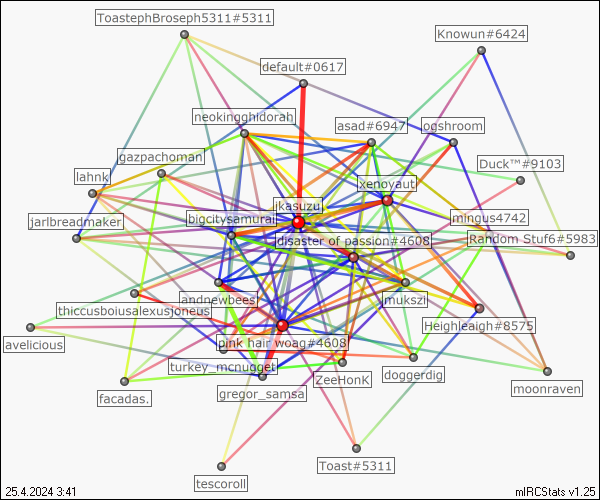 ToastephBroseph5311#5311
Knowun#6424
default#0617
neokingghidorah
asad#6947
ogshroom
gazpachoman
Duck™#9103
lahnk
xenovaut
kasuzu
jarlbreadmaker
bigcitysamurai
mingus4742
disaster of passion#4608
Random Stuf6#5983
andnewbees
mukszi
thiccusboiusalexusjoneus
Heighleaigh#8575
avelicious
pink hair woag#4608
turkey_mcnugget
ZeeHonK
doggerdig
moonraven
facadas.
gregor_samsa
Toast#5311
tescoroll
25.4.2024 3:41
mIRCStats v1.25